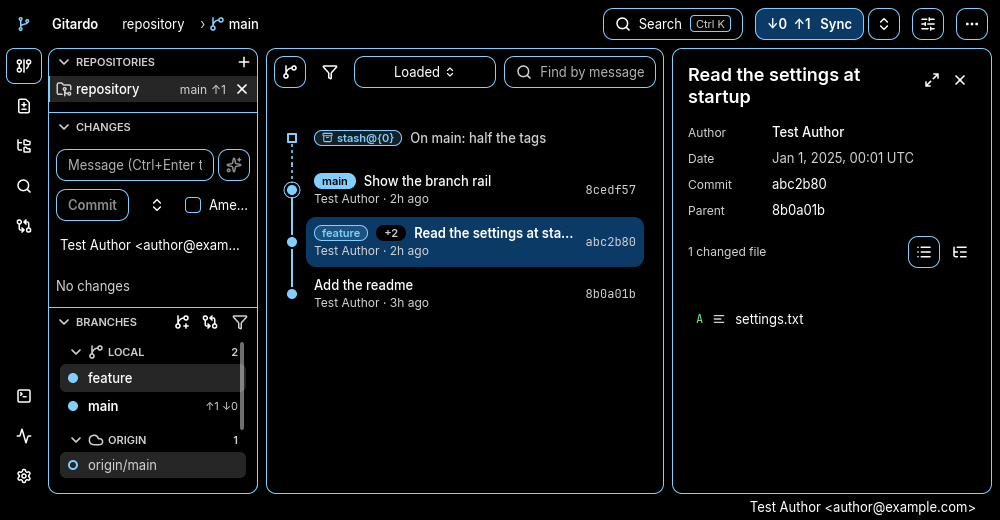 Gitardo
repository › main
Search Ctrl K
↓0 ↑1 Sync
REPOSITORIES
repository main ↑1
CHANGES
Message (Ctrl+Enter t
Commit
Ame...
Test Author <author@exam...
No changes
BRANCHES
LOCAL 2
feature
main ↑1 ↓0
ORIGIN 1
origin/main
Loaded
Find by message
stash@{0} On main: half the tags
main Show the branch rail
Test Author · 2h ago
8cedf57
feature +2 Read the settings at sta...
Test Author · 2h ago
abc2b80
Add the readme
Test Author · 3h ago
8b0a01b
Read the settings at
startup
Author Test Author
Date Jan 1, 2025, 00:01 UTC
Commit abc2b80
Parent 8b0a01b
1 changed file
A settings.txt
Test Author <author@example.com>